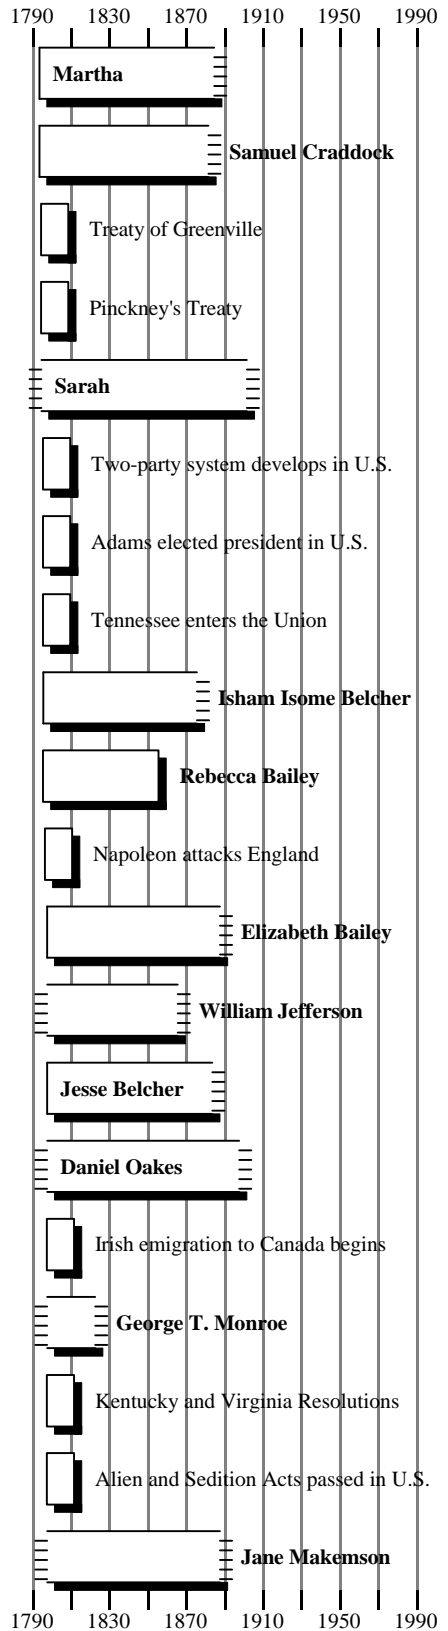 1790 1830 1870 1910 1950 1990
Martha
Samuel Craddock
Treaty of Greenville
Pinckney's Treaty
Sarah
Two-party system develops in U.S.
Adams elected president in U.S.
Tennessee enters the Union
Isham Isome Belcher
Rebecca Bailey
Napoleon attacks England
Elizabeth Bailey
William Jefferson
Jesse Belcher
Daniel Oakes
Irish emigration to Canada begins
George T. Monroe
Kentucky and Virginia Resolutions
Alien and Sedition Acts passed in U.S.
Jane Makemson
1790 1830 1870 1910 1950 1990